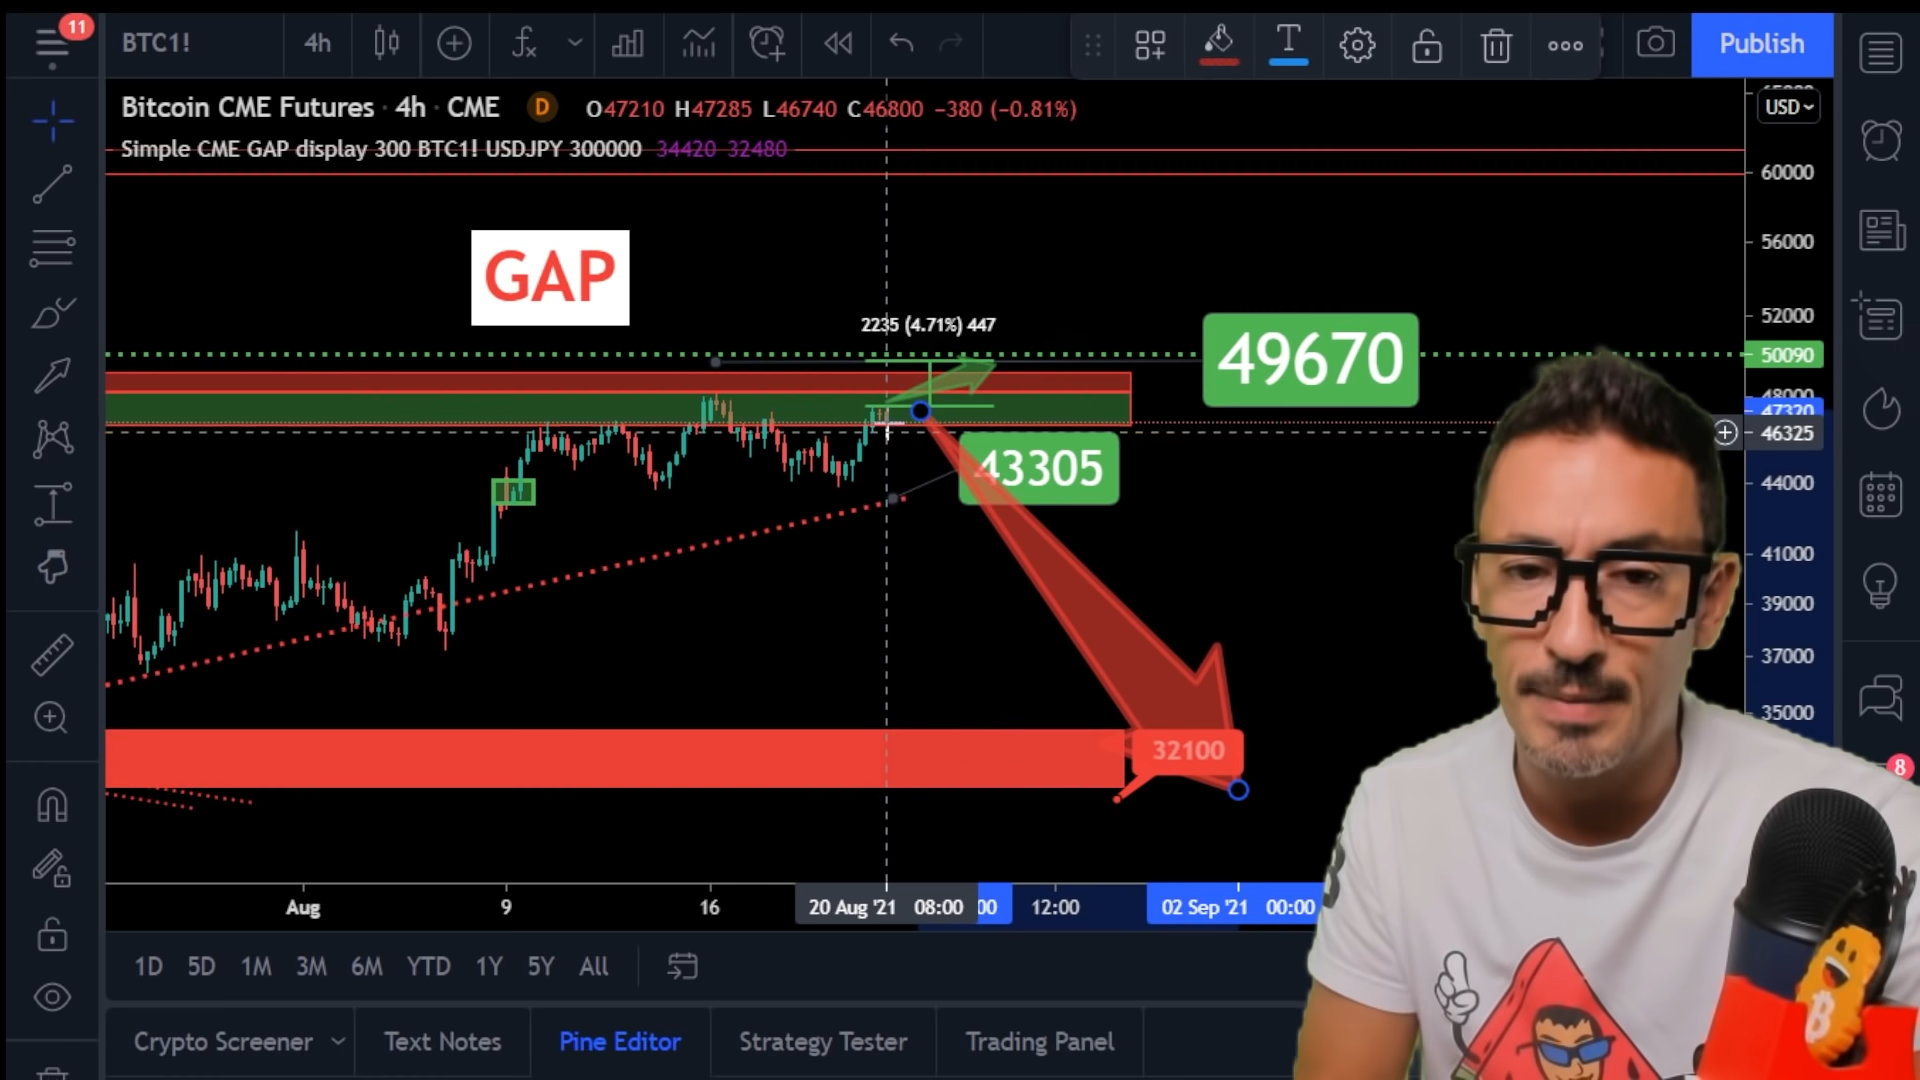 11
BTC1!
4h
fx
T
Publish
Bitcoin CME Futures · 4h · CME D O47210 H47285 L46740 C46800 −380 (−0.81%)
USD
Simple CME GAP display 300 BTC1! USDJPY 300000 34420 32480
60000
GAP
56000
2235 (4.71%) 447
52000
49670
50090
48000
47320
46325
43305
44000
41000
39000
37000
35000
32100
8
Aug
9
16
20 Aug '21 08:00
00
12:00
02 Sep '21 00:00
1D 5D 1M 3M 6M YTD 1Y 5Y All
Crypto Screener
Text Notes
Pine Editor
Strategy Tester
Trading Panel
B